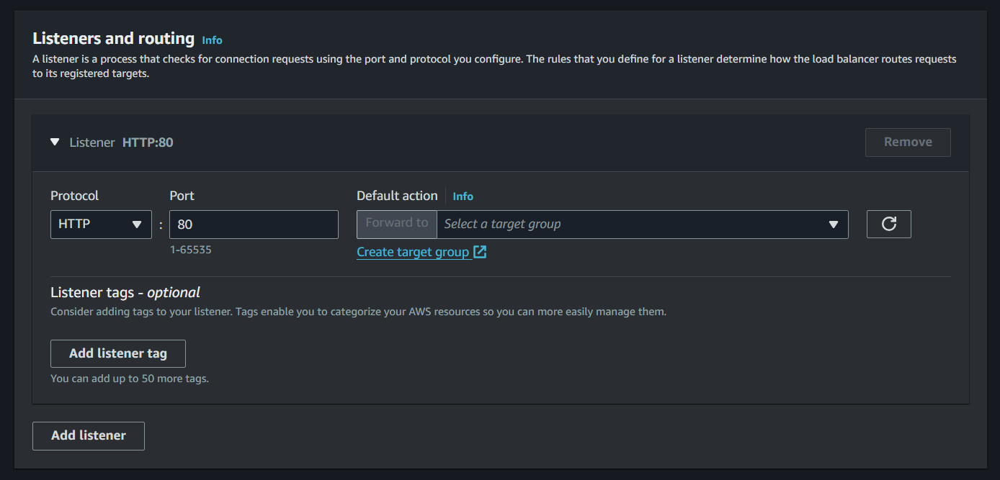 Listeners and routing Info
A listener is a process that checks for connection requests using the port and protocol you configure. The rules that you define for a listener determine how the load balancer routes requests
to its registered targets.
Listener HTTP:80
Remove
Protocol Port Default action Info
HTTP : 80 Forward to Select a target group
1-65535
Create target group
Listener tags - optional
Consider adding tags to your listener. Tags enable you to categorize your AWS resources so you can more easily manage them.
Add listener tag
You can add up to 50 more tags.
Add listener